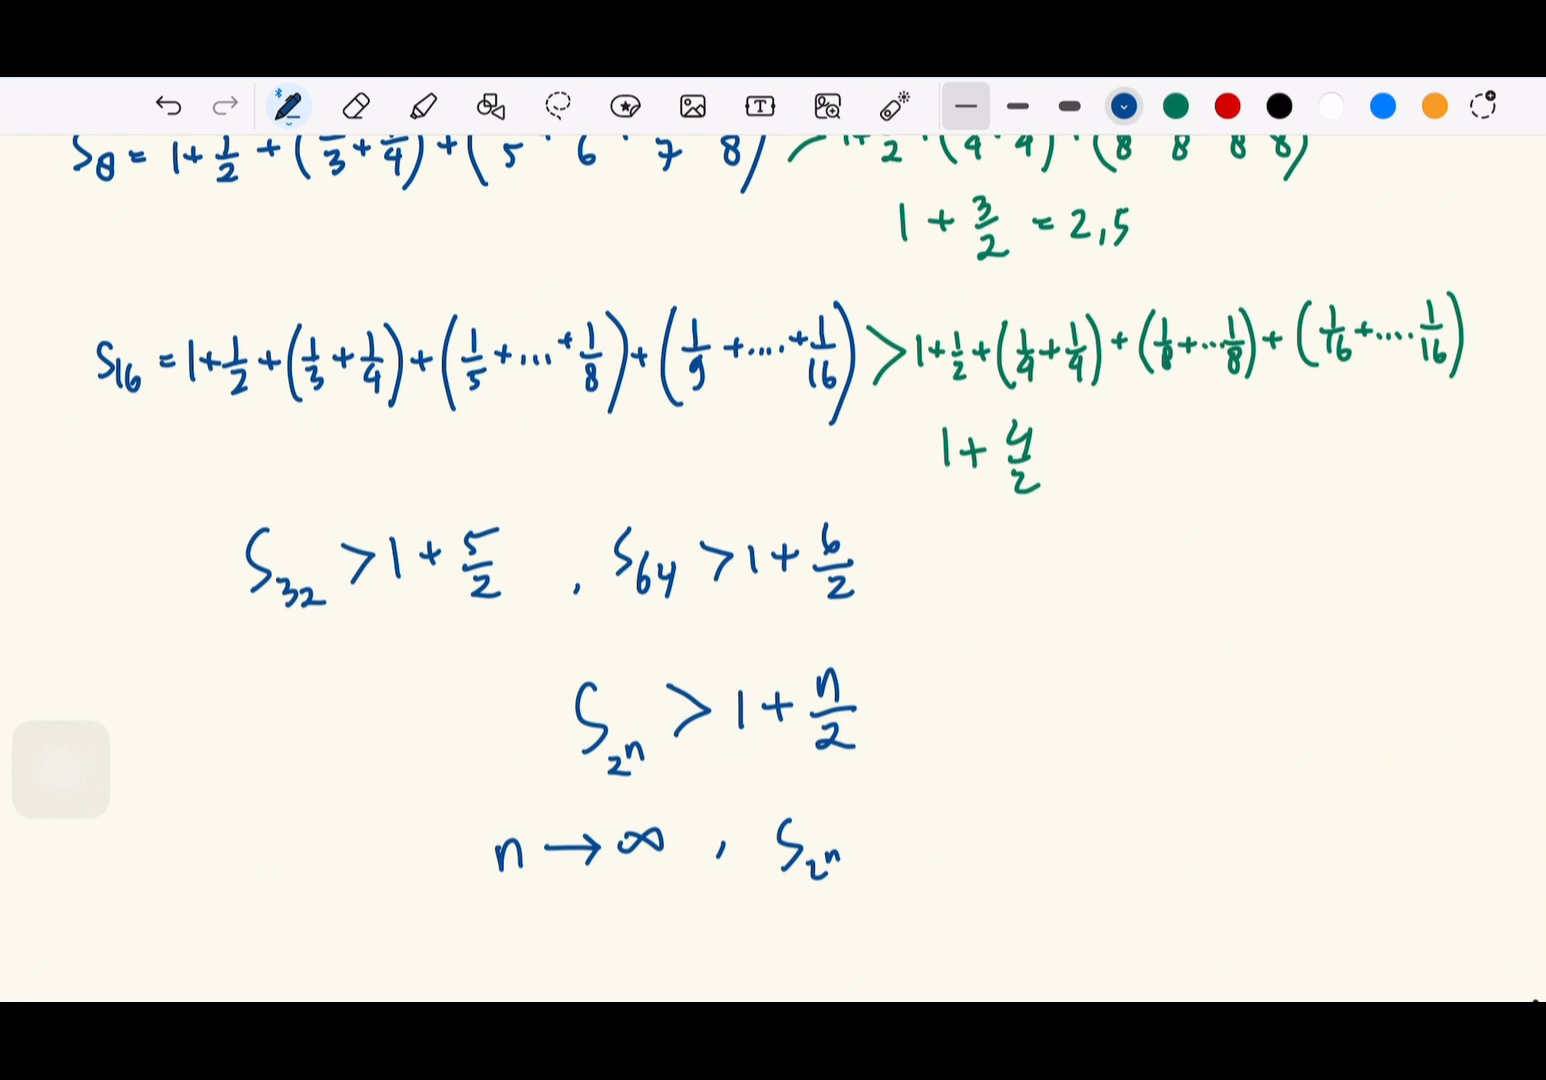 S₈ = 1 + 1/2 + (1/3 + 1/4) + (1/5 + 1/6 + 1/7 + 1/8) > 1 + 1/2 + (1/4 + 1/4) + (1/8 + 1/8 + 1/8 + 1/8)
1 + 3/2 = 2,5
S₁₆ = 1 + 1/2 + (1/3 + 1/4) + (1/5 + ... + 1/8) + (1/9 + .... + 1/16) > 1 + 1/2 + (1/4 + 1/4) + (1/8 + ... 1/8) + (1/16 + .... 1/16)
1 + 4/2
S₃₂ > 1 + 5/2 , S₆₄ > 1 + 6/2
S_{2^n} > 1 + n/2
n → ∞ , S_{2^n}